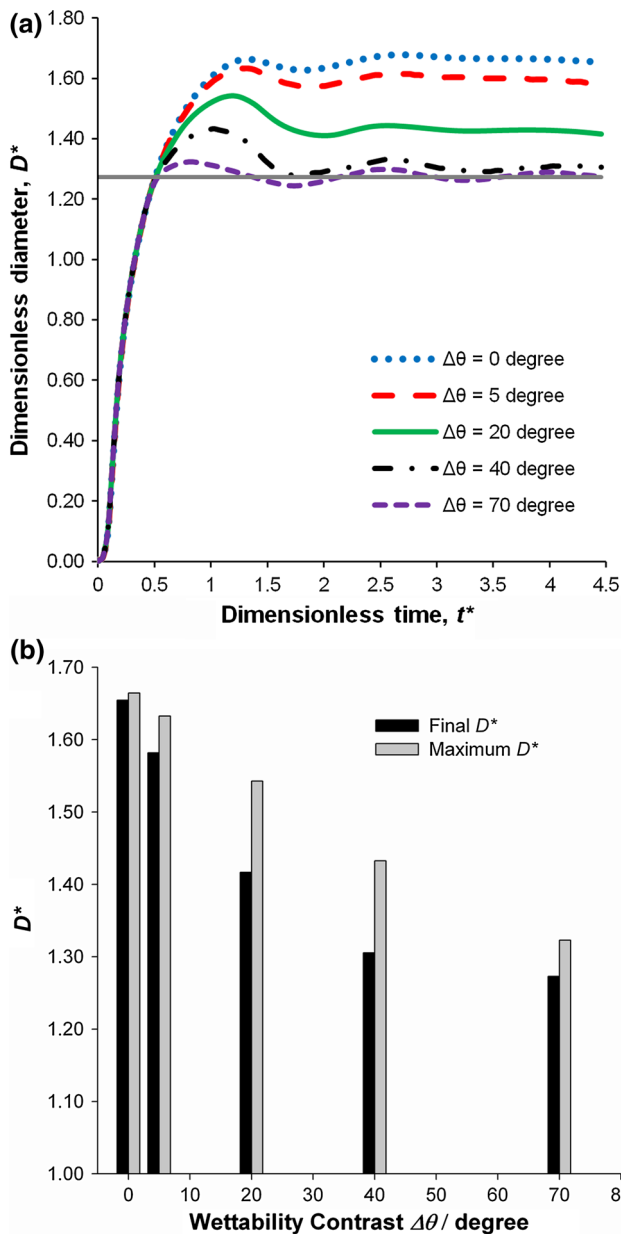 (a)
1.80
1.60
1.40
1.20
1.00
0.80
0.60
0.40
0.20
0.00
Dimensionless diameter, D*
Δθ = 0 degree
Δθ = 5 degree
Δθ = 20 degree
Δθ = 40 degree
Δθ = 70 degree
0 0.5 1 1.5 2 2.5 3 3.5 4 4.5
Dimensionless time, t*
(b)
1.70
1.60
1.50
1.40
1.30
1.20
1.10
1.00
D*
Final D*
Maximum D*
0 10 20 30 40 50 60 70 8
Wettability Contrast Δθ / degree